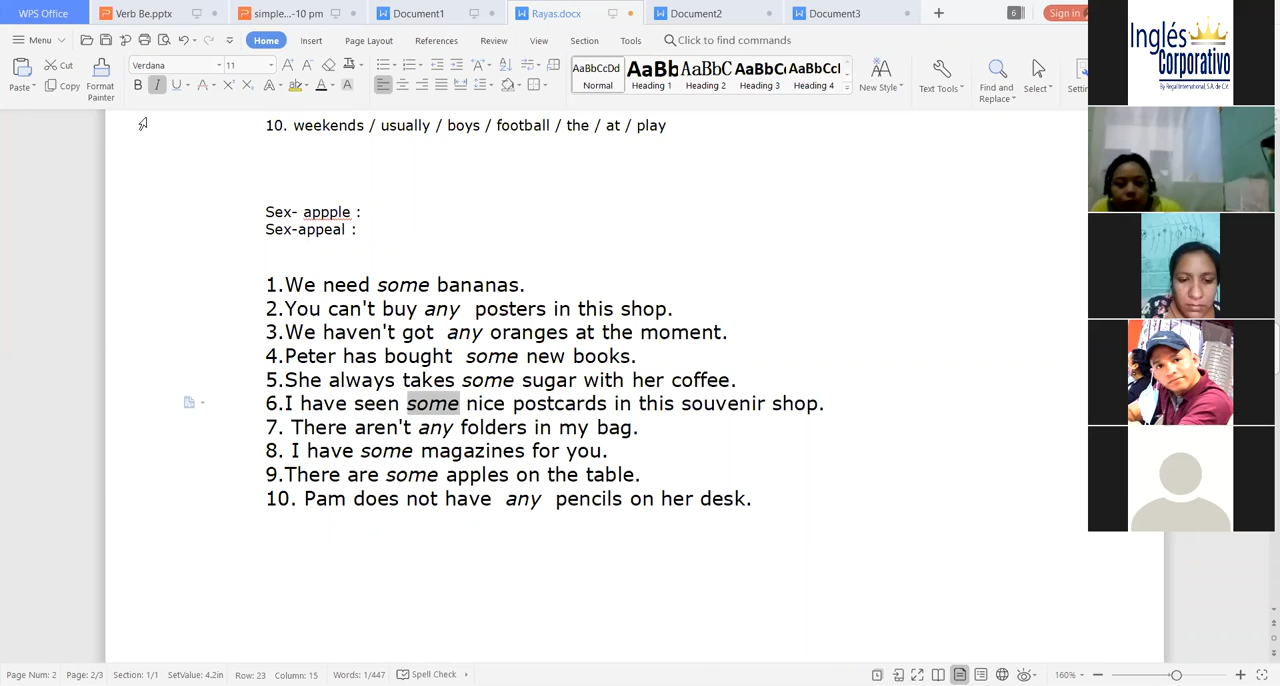 WPS Office
Verb Be.pptx
simple...-10 pm
Document1
Rayas.docx
Document2
Document3
6
Sign in
Menu
Home
Insert
Page Layout
References
Review
View
Section
Tools
Click to find commands
Paste
Cut
Copy
Format Painter
Verdana
11
AaBbCcDd
Normal
AaBb
Heading 1
AaBbC
Heading 2
AaBbC
Heading 3
AaBbCcI
Heading 4
New Style
Text Tools
Find and Replace
Select
10. weekends / usually / boys / football / the / at / play
Sex- appple :
Sex-appeal :
1.We need some bananas.
2.You can't buy any posters in this shop.
3.We haven't got any oranges at the moment.
4.Peter has bought some new books.
5.She always takes some sugar with her coffee.
6.I have seen some nice postcards in this souvenir shop.
7. There aren't any folders in my bag.
8. I have some magazines for you.
9.There are some apples on the table.
10. Pam does not have any pencils on her desk.
Inglés
Corporativo
By Regal International, S.A. de C.V.
Page Num: 2
Page: 2/3
Section: 1/1
SetValue: 4.2in
Row: 23
Column: 15
Words: 1/447
Spell Check
160%